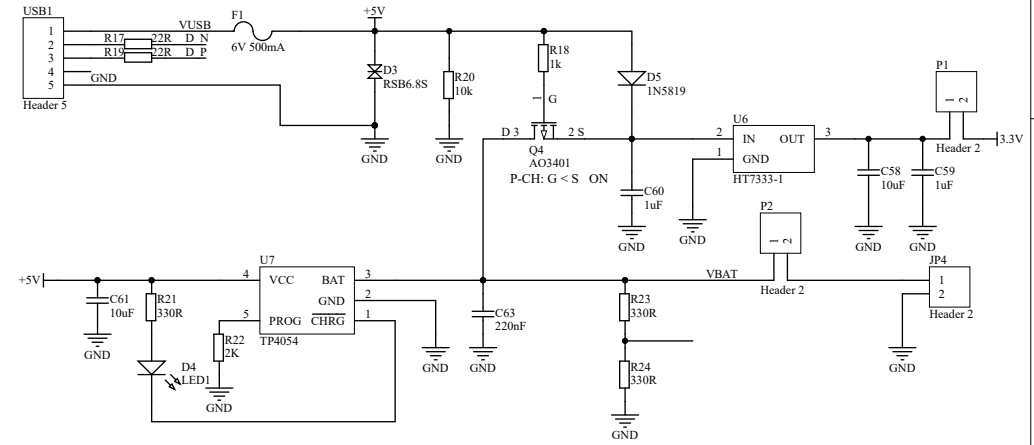 USB1
1
2
3
4
5
Header 5
VUSB
R17 22R D_N
R19 22R D_P
GND
F1
6V 500mA
+5V
D3
RSB6.8S
GND
R20
10k
GND
R18
1k
1 G
D 3 2 S
Q4
AO3401
P-CH: G < S ON
D5
1N5819
C60
1uF
GND
U6
2 IN OUT 3
1 GND
HT7333-1
GND
C58
10uF
GND
C59
1uF
GND
P1
1 2
Header 2
3.3V
+5V
C61
10uF
GND
R21
330R
D4
LED1
U7
4 VCC BAT 3
GND 2
5 PROG CHRG 1
TP4054
R22
2K
GND
GND
C63
220nF
GND
R23
330R
R24
330R
GND
VBAT
P2
1 2
Header 2
JP4
1
2
Header 2
GND